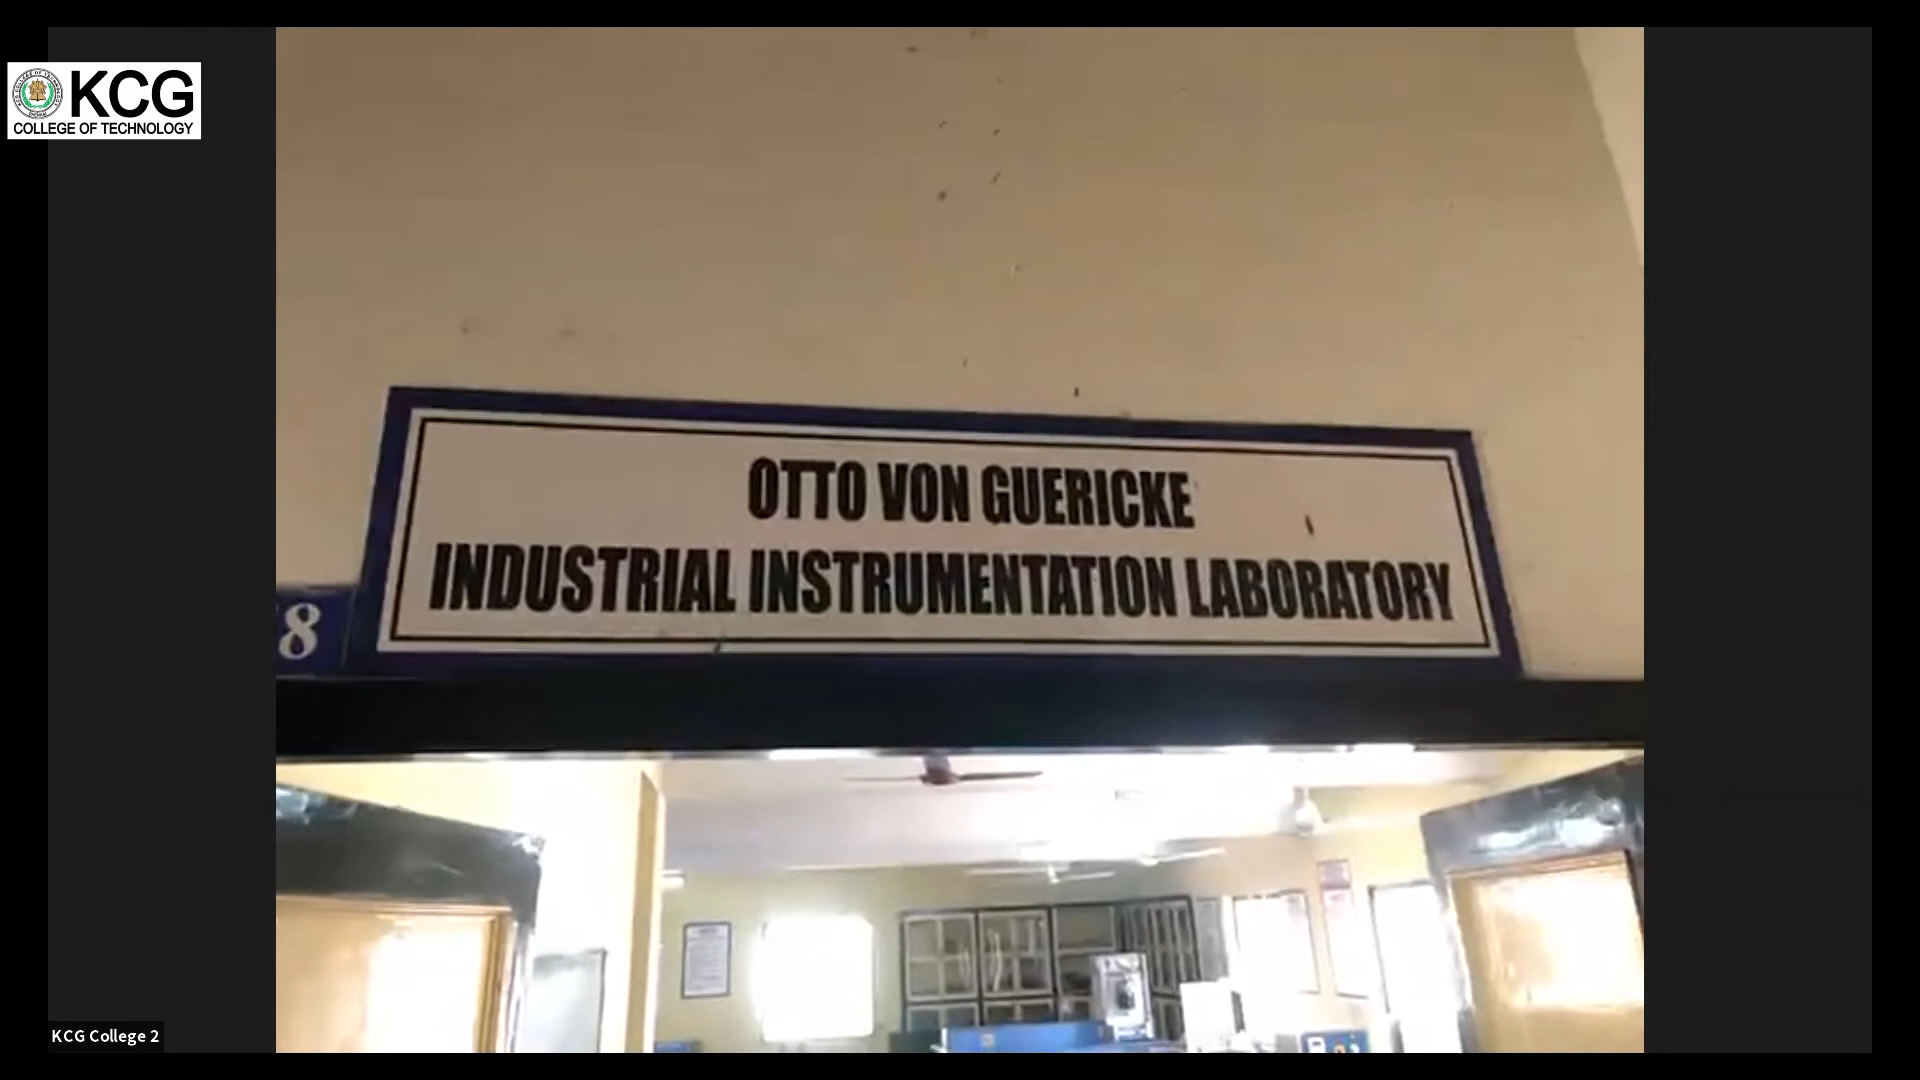 KCG
COLLEGE OF TECHNOLOGY
OTTO VON GUERICKE
INDUSTRIAL INSTRUMENTATION LABORATORY
8
KCG College 2